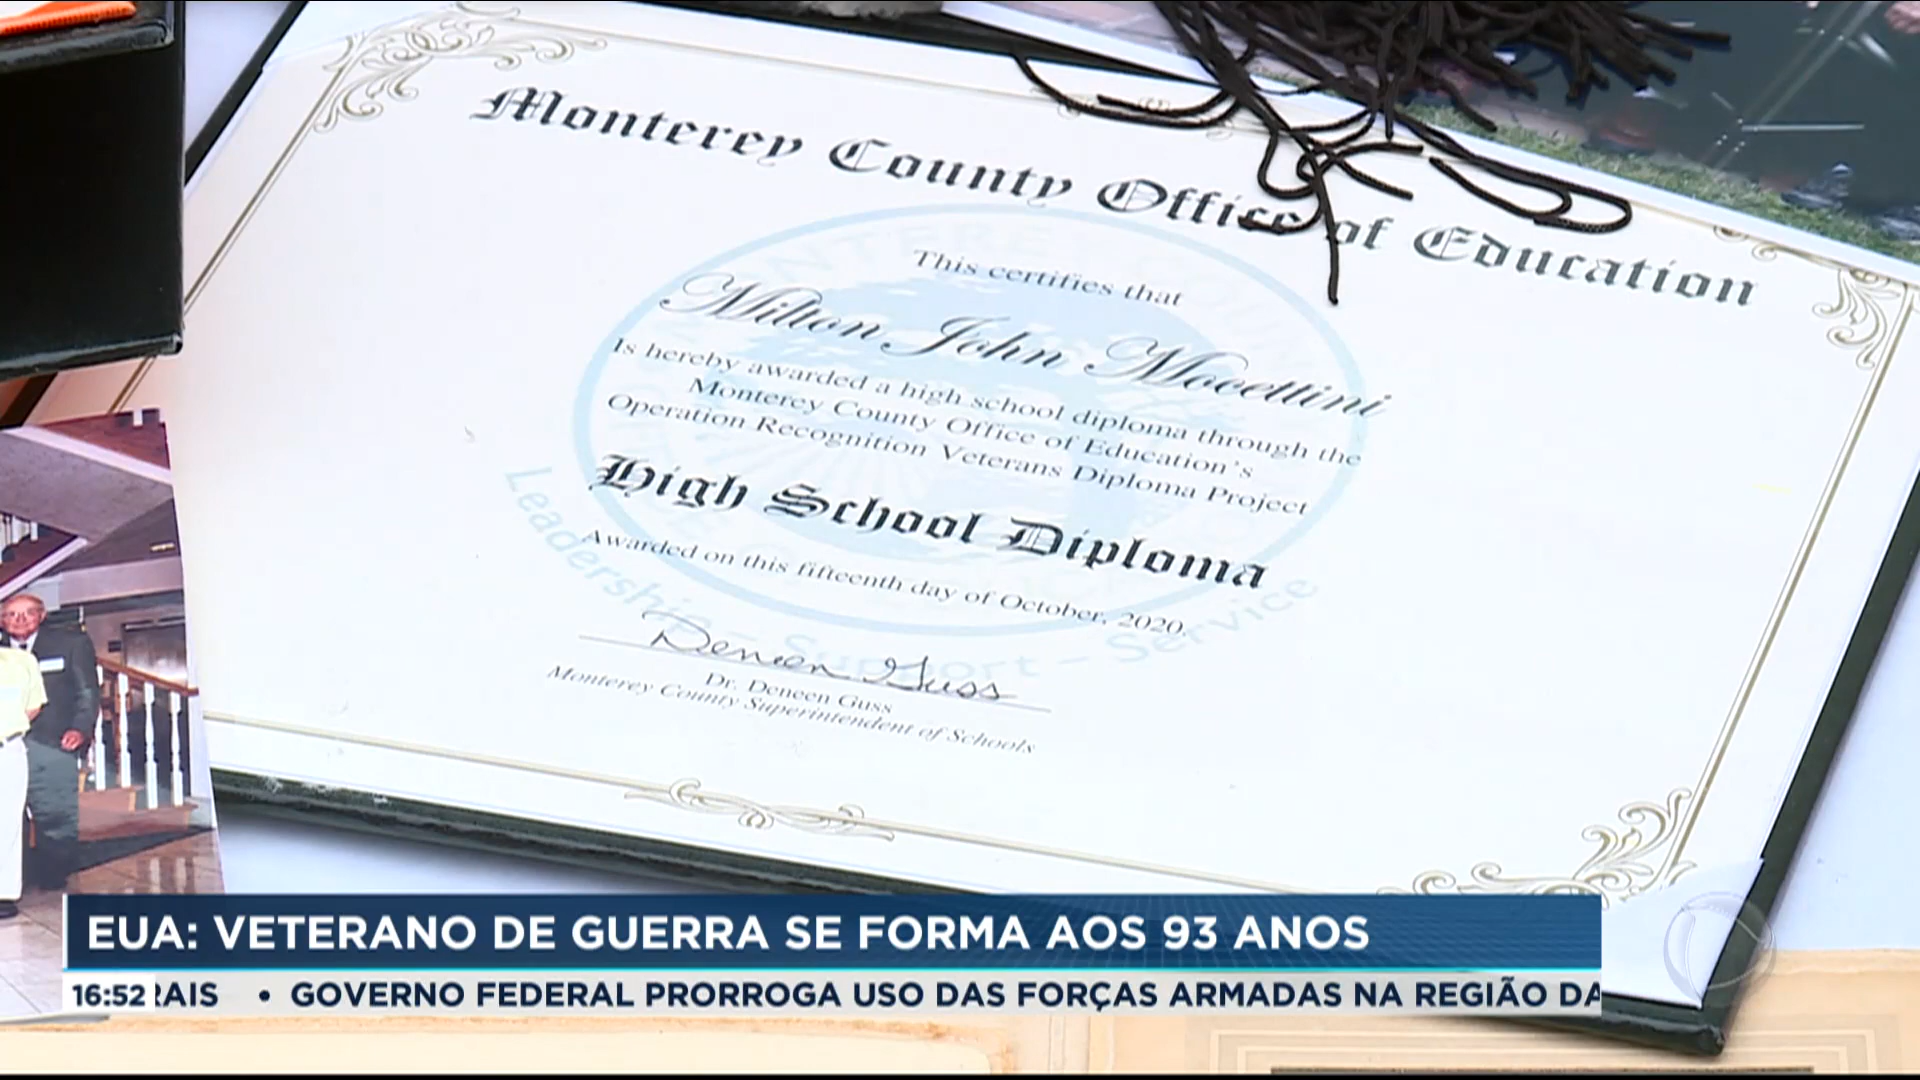 Monterey County Office of Education
This certifies that
Milton John Mocettini
Is hereby awarded a high school diploma through the
Monterey County Office of Education's
Operation Recognition Veterans Diploma Project
High School Diploma
Awarded on this fifteenth day of October, 2020.
Leadership - Support - Service
Deneen Guss
Dr. Deneen Guss
Monterey County Superintendent of Schools
EUA: VETERANO DE GUERRA SE FORMA AOS 93 ANOS
16:52 RAIS • GOVERNO FEDERAL PRORROGA USO DAS FORÇAS ARMADAS NA REGIÃO DA